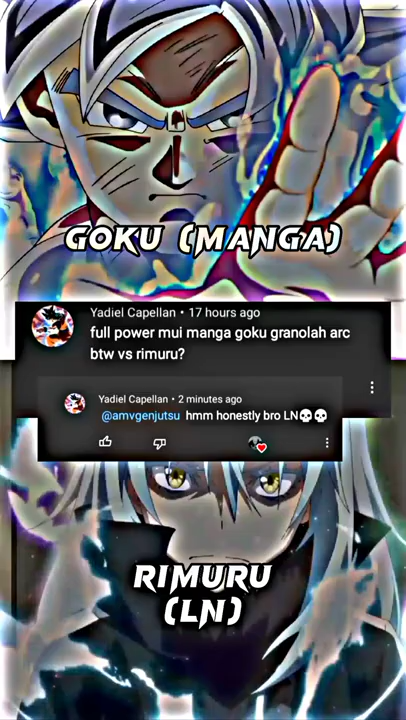 GOKU (MANGA)
Yadiel Capellan • 17 hours ago
full power mui manga goku granolah arc
btw vs rimuru?
Yadiel Capellan • 2 minutes ago
@amvgenjutsu hmm honestly bro LN💀💀
RIMURU
(LN)